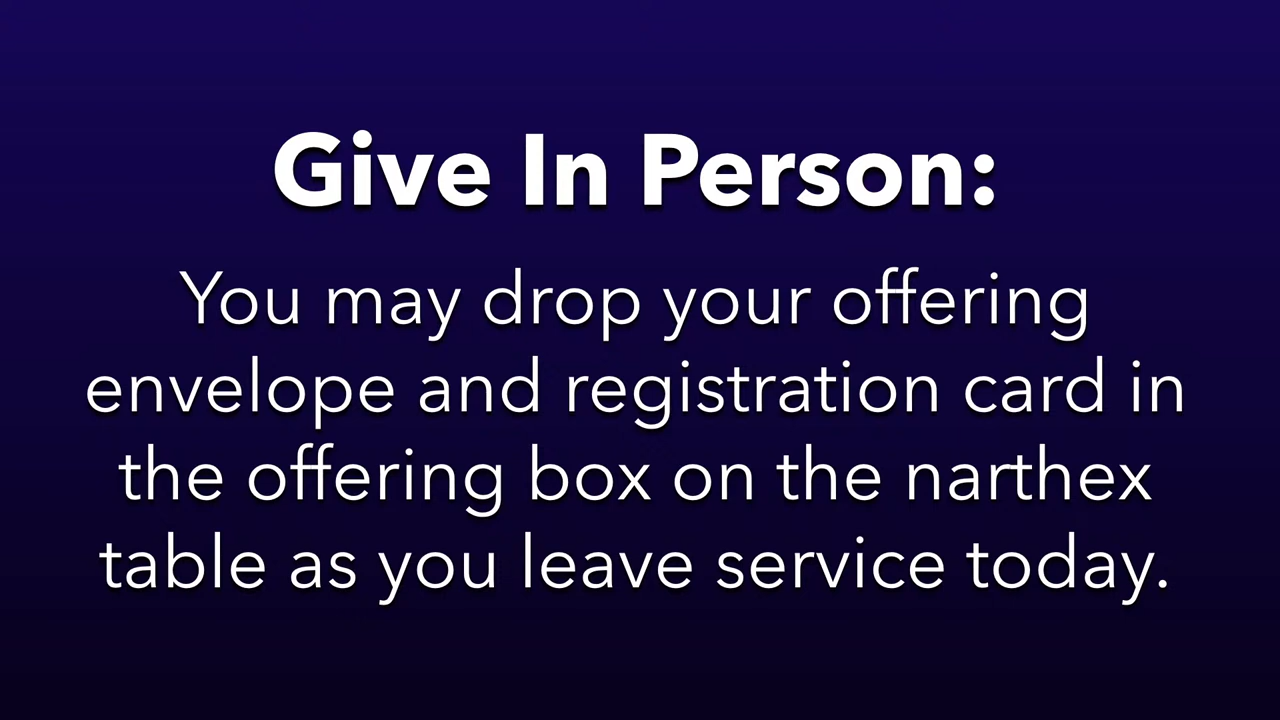 Give In Person:
You may drop your offering
envelope and registration card in
the offering box on the narthex
table as you leave service today.